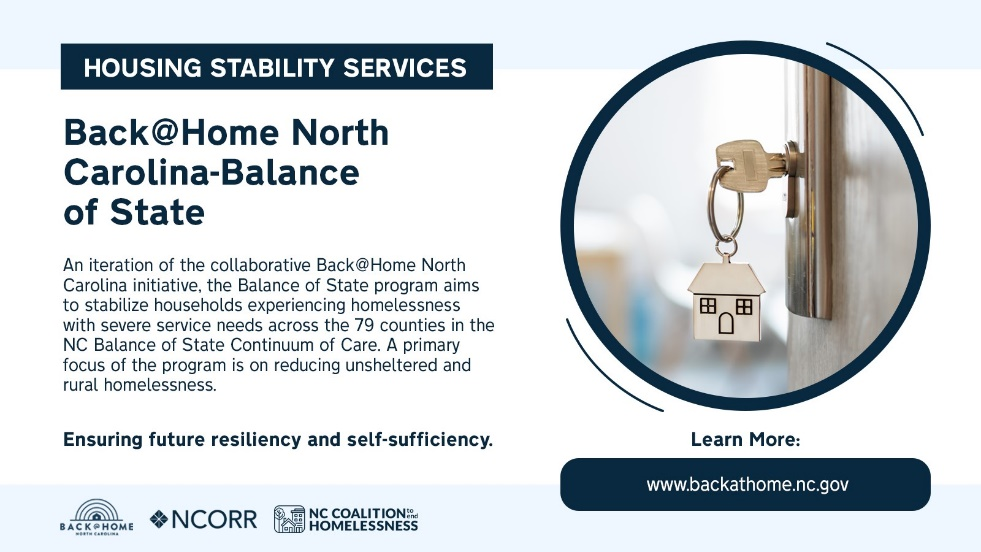 HOUSING STABILITY SERVICES
Back@Home North
Carolina-Balance
of State
An iteration of the collaborative Back@Home North
Carolina initiative, the Balance of State program aims
to stabilize households experiencing homelessness
with severe service needs across the 79 counties in the
NC Balance of State Continuum of Care. A primary
focus of the program is on reducing unsheltered and
rural homelessness.
Ensuring future resiliency and self-sufficiency.
Learn More:
www.backathome.nc.gov
BACK@HOME
NORTH CAROLINA
NCORR
NC COALITION to end
HOMELESSNESS